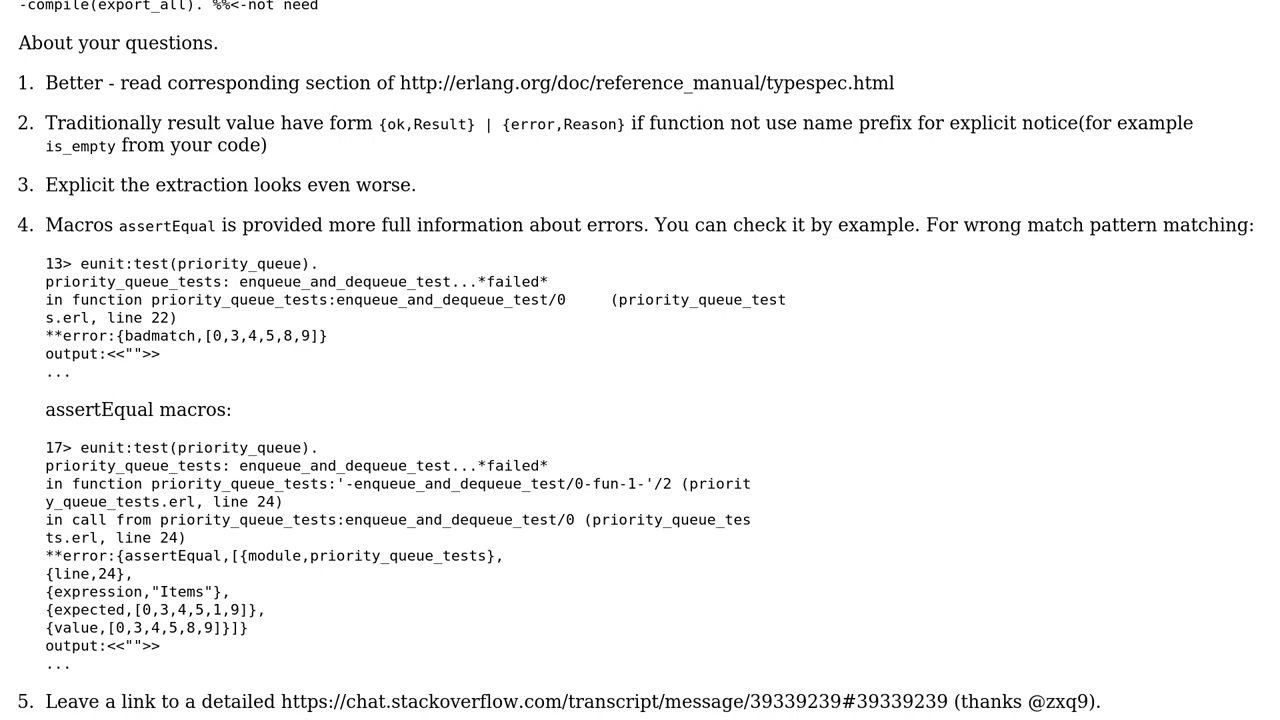 -compile(export_all). %%<-not need
About your questions.
1. Better - read corresponding section of http://erlang.org/doc/reference_manual/typespec.html
2. Traditionally result value have form {ok,Result} | {error,Reason} if function not use name prefix for explicit notice(for example
is_empty from your code)
3. Explicit the extraction looks even worse.
4. Macros assertEqual is provided more full information about errors. You can check it by example. For wrong match pattern matching:
13> eunit:test(priority_queue).
priority_queue_tests: enqueue_and_dequeue_test...*failed*
in function priority_queue_tests:enqueue_and_dequeue_test/0     (priority_queue_test
s.erl, line 22)
**error:{badmatch,[0,3,4,5,8,9]}
output:<<"">>
...
assertEqual macros:
17> eunit:test(priority_queue).
priority_queue_tests: enqueue_and_dequeue_test...*failed*
in function priority_queue_tests:'-enqueue_and_dequeue_test/0-fun-1-'/2 (priorit
y_queue_tests.erl, line 24)
in call from priority_queue_tests:enqueue_and_dequeue_test/0 (priority_queue_tes
ts.erl, line 24)
**error:{assertEqual,[{module,priority_queue_tests},
{line,24},
{expression,"Items"},
{expected,[0,3,4,5,1,9]},
{value,[0,3,4,5,8,9]}]}
output:<<"">>
...
5. Leave a link to a detailed https://chat.stackoverflow.com/transcript/message/39339239#39339239 (thanks @zxq9).